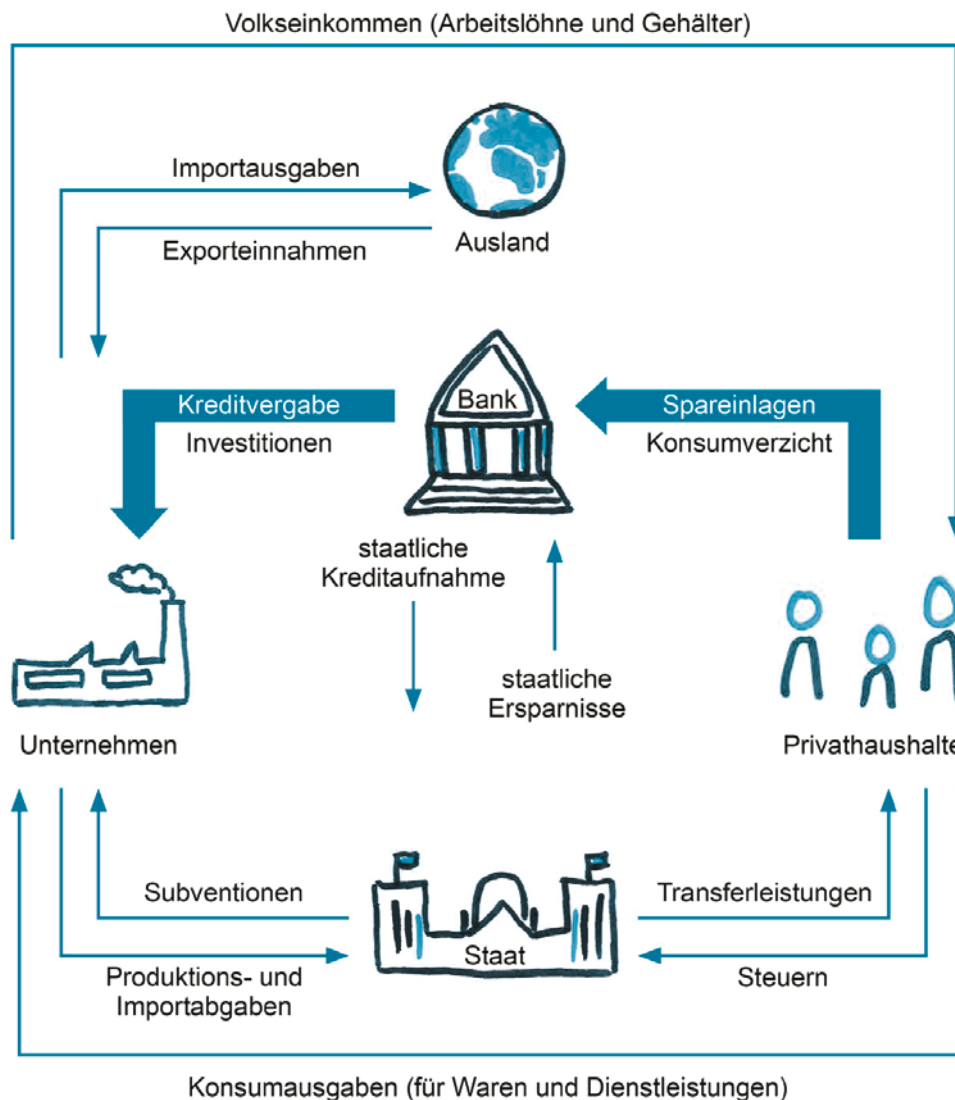 Volkseinkommen (Arbeitslöhne und Gehälter)
Importausgaben
Exporteinnahmen
Ausland
Bank
Kreditvergabe
Investitionen
Spareinlagen
Konsumverzicht
staatliche
Kreditaufnahme
staatliche
Ersparnisse
Unternehmen
Privathaushalte
Subventionen
Transferleistungen
Staat
Produktions- und
Importabgaben
Steuern
Konsumausgaben (für Waren und Dienstleistungen)